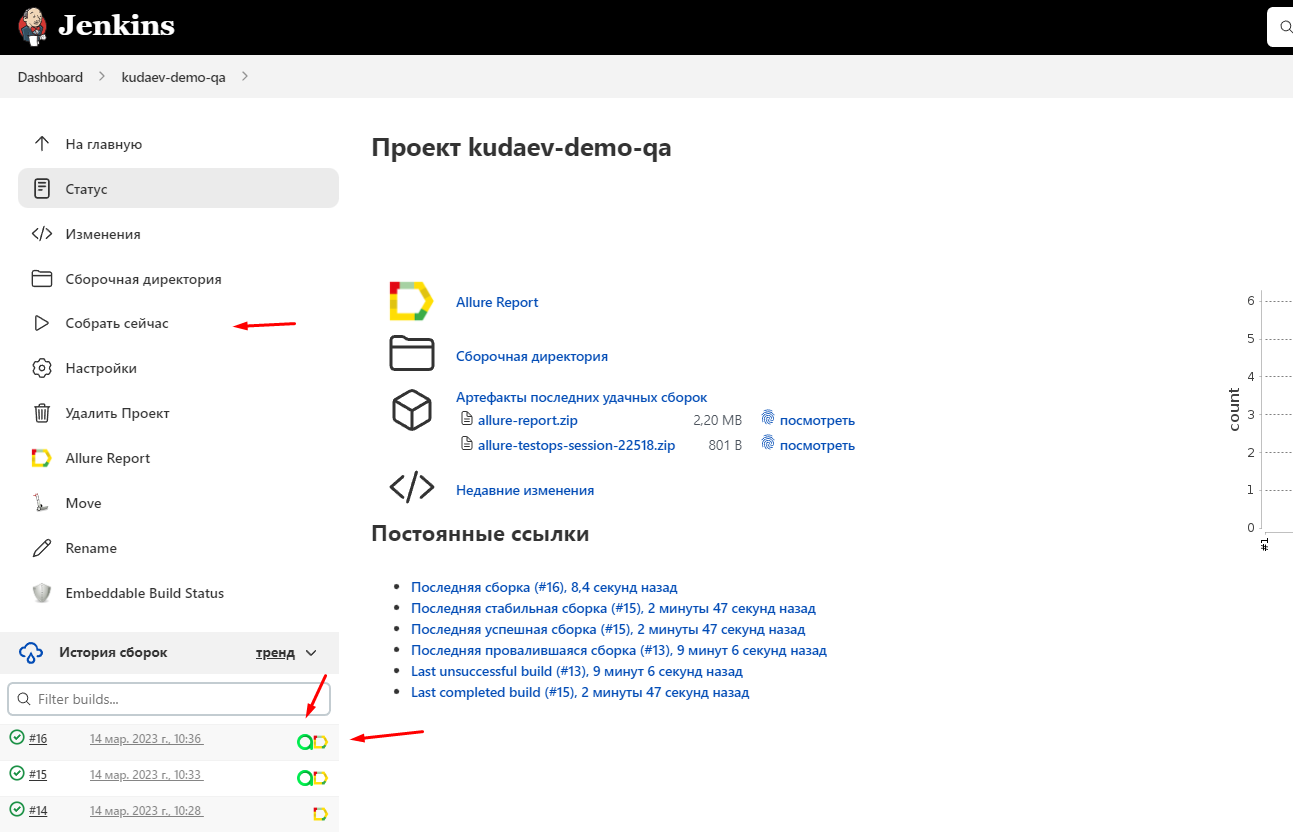 Jenkins
Dashboard
kudaev-demo-qa
На главную
Статус
Изменения
Сборочная директория
Собрать сейчас
Настройки
Удалить Проект
Allure Report
Move
Rename
Embeddable Build Status
История сборок
тренд
Filter builds...
#16 14 мар. 2023 г., 10:36
#15 14 мар. 2023 г., 10:33
#14 14 мар. 2023 г., 10:28
Проект kudaev-demo-qa
Allure Report
Сборочная директория
Артефакты последних удачных сборок
allure-report.zip 2,20 MB посмотреть
allure-testops-session-22518.zip 801 B посмотреть
Недавние изменения
Постоянные ссылки
Последняя сборка (#16), 8,4 секунд назад
Последняя стабильная сборка (#15), 2 минуты 47 секунд назад
Последняя успешная сборка (#15), 2 минуты 47 секунд назад
Последняя провалившаяся сборка (#13), 9 минут 6 секунд назад
Last unsuccessful build (#13), 9 минут 6 секунд назад
Last completed build (#15), 2 минуты 47 секунд назад
count
6
5
4
3
2
1
0
#1